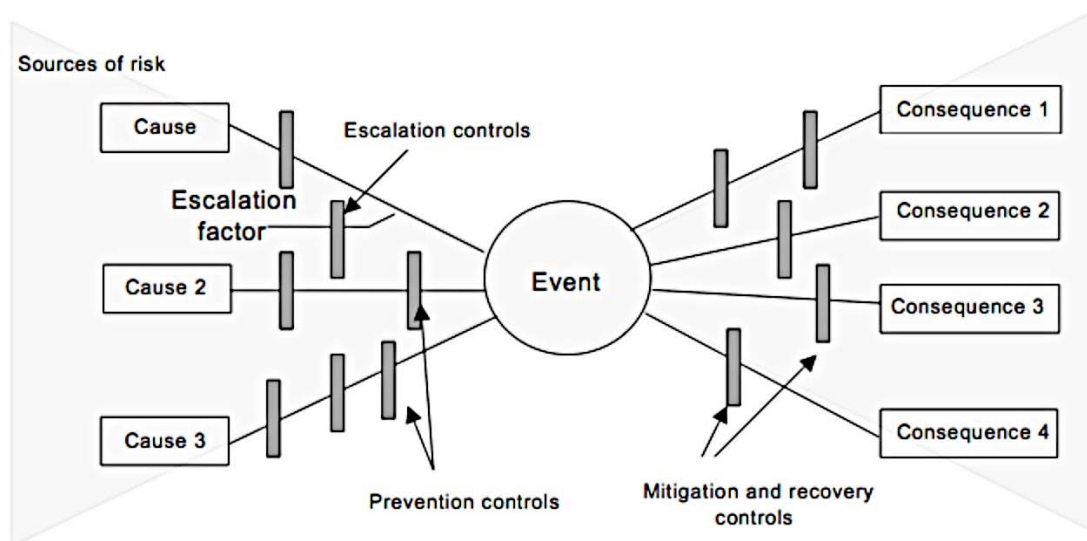 Sources of risk
Cause
Escalation controls
Escalation
factor
Cause 2
Cause 3
Prevention controls
Event
Consequence 1
Consequence 2
Consequence 3
Consequence 4
Mitigation and recovery
controls